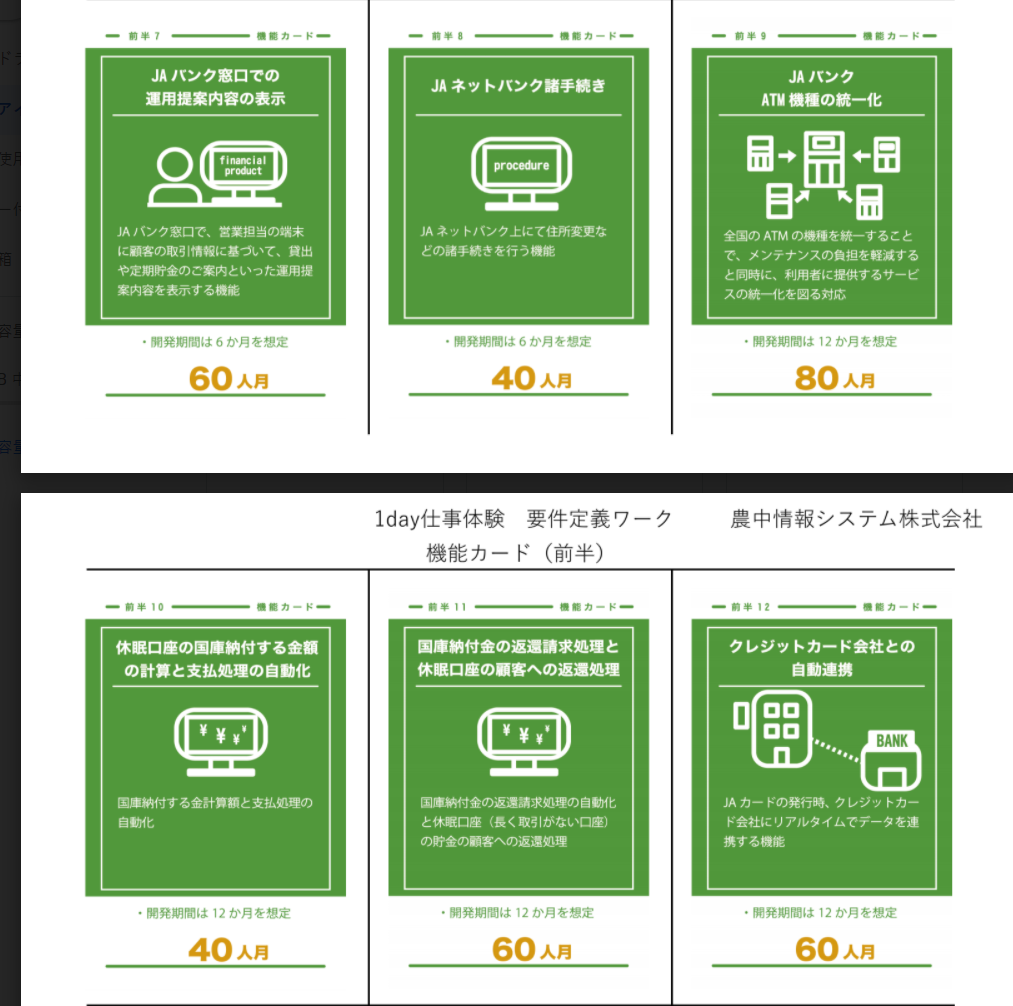 前半7 機能カード
JA バンク窓口での
運用提案内容の表示
financial
product
JA バンク窓口で、営業担当の端末
に顧客の取引情報に基づいて、貸出
や定期貯金のご案内といった運用提
案内容を表示する機能
・開発期間は 6 か月を想定
60人月
前半8 機能カード
JA ネットバンク諸手続き
procedure
JA ネットバンク上にて住所変更な
どの諸手続きを行う機能
・開発期間は 6 か月を想定
40人月
前半9 機能カード
JA バンク
ATM 機種の統一化
全国の ATM の機種を統一すること
で、メンテナンスの負担を軽減する
と同時に、利用者に提供するサービ
スの統一化を図る対応
・開発期間は 12 か月を想定
80人月
1day仕事体験 要件定義ワーク 農中情報システム株式会社
機能カード（前半）
前半10 機能カード
休眠口座の国庫納付する金額
の計算と支払処理の自動化
¥ ¥ ¥ ¥
国庫納付する金計算額と支払処理の
自動化
・開発期間は 12 か月を想定
40人月
前半11 機能カード
国庫納付金の返還請求処理と
休眠口座の顧客への返還処理
¥ ¥ ¥ ¥
国庫納付金の返還請求処理の自動化
と休眠口座（長く取引がない口座）
の貯金の顧客への返還処理
・開発期間は 12 か月を想定
60人月
前半12 機能カード
クレジットカード会社との
自動連携
BANK
JA カードの発行時、クレジットカー
ド会社にリアルタイムでデータを連
携する機能
・開発期間は 12 か月を想定
60人月